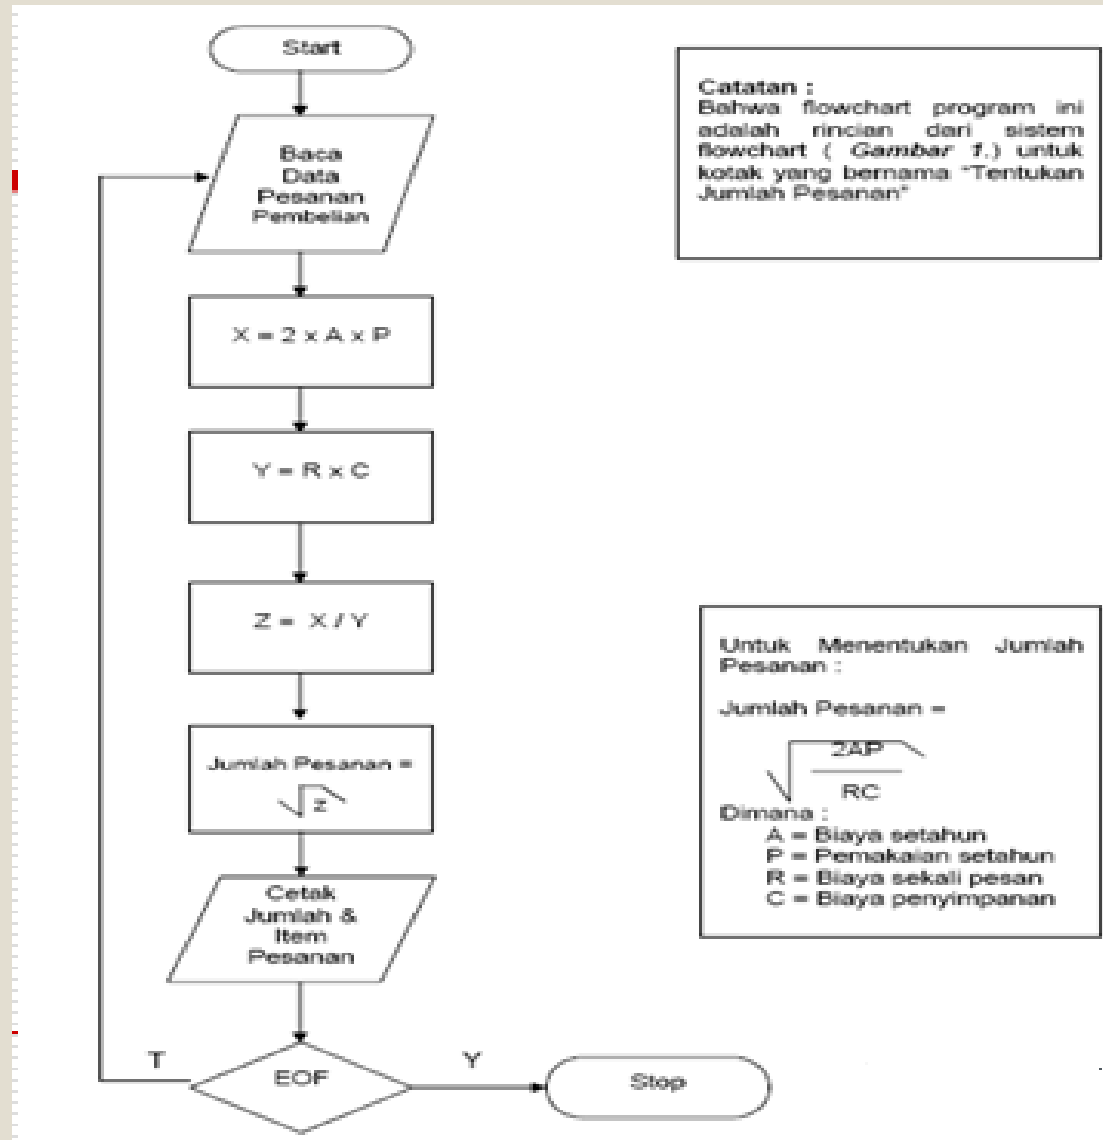 Start
Baca
Data
Pesanan
Pembelian
X = 2 x A x P
Y = R x C
Z = X / Y
Jumlah Pesanan =
√z
Cetak
Jumlah &
Item
Pesanan
EOF
T
Y
Stop
Catatan :
Bahwa flowchart program ini
adalah rincian dari sistem
flowchart ( Gambar 1.) untuk
kotak yang bernama "Tentukan
Jumlah Pesanan"
Untuk Menentukan Jumlah
Pesanan :
Jumlah Pesanan =
√2AP
RC
Dimana :
A = Biaya setahun
P = Pemakaian setahun
R = Biaya sekali pesan
C = Biaya penyimpanan